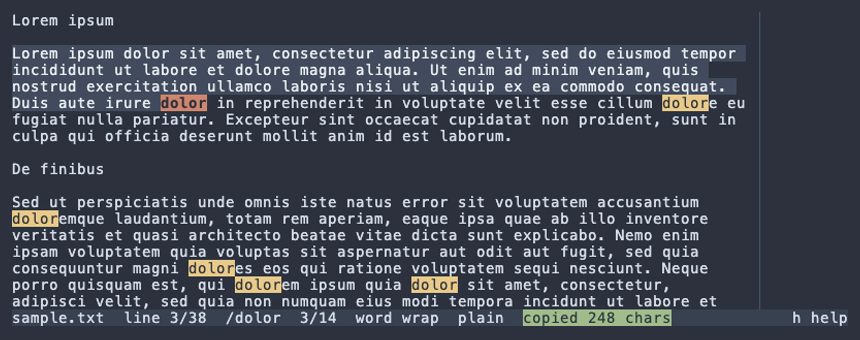 Lorem ipsum
Lorem ipsum dolor sit amet, consectetur adipiscing elit, sed do eiusmod tempor
incididunt ut labore et dolore magna aliqua. Ut enim ad minim veniam, quis
nostrud exercitation ullamco laboris nisi ut aliquip ex ea commodo consequat.
Duis aute irure dolor in reprehenderit in voluptate velit esse cillum dolore eu
fugiat nulla pariatur. Excepteur sint occaecat cupidatat non proident, sunt in
culpa qui officia deserunt mollit anim id est laborum.
De finibus
Sed ut perspiciatis unde omnis iste natus error sit voluptatem accusantium
doloremque laudantium, totam rem aperiam, eaque ipsa quae ab illo inventore
veritatis et quasi architecto beatae vitae dicta sunt explicabo. Nemo enim
ipsam voluptatem quia voluptas sit aspernatur aut odit aut fugit, sed quia
consequuntur magni dolores eos qui ratione voluptatem sequi nesciunt. Neque
porro quisquam est, qui dolorem ipsum quia dolor sit amet, consectetur,
adipisci velit, sed quia non numquam eius modi tempora incidunt ut labore et
sample.txt  line 3/38  /dolor  3/14  word wrap  plain  copied 248 chars  h help